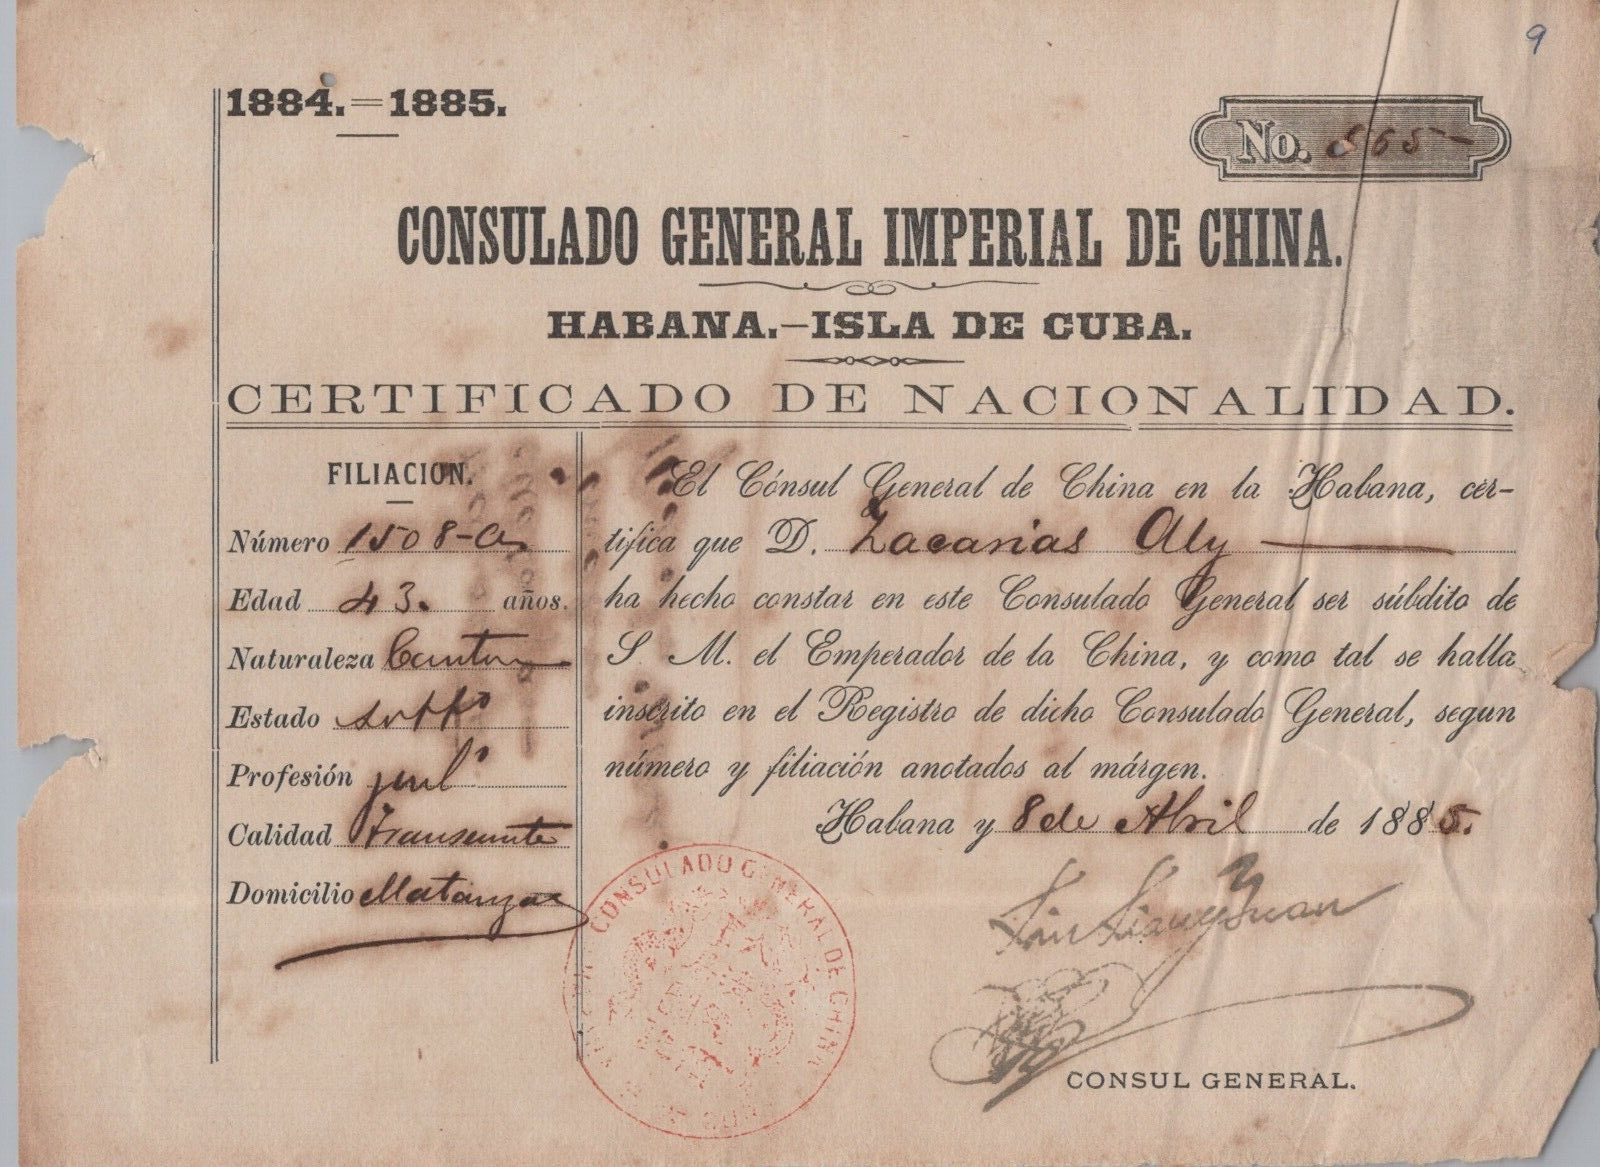 9
1884.=1885.
No. 865-
CONSULADO GENERAL IMPERIAL DE CHINA.
HABANA.-ISLA DE CUBA.
CERTIFICADO DE NACIONALIDAD.
FILIACION.
Número 1508-a
Edad 43. años.
Naturaleza Canton
Estado solt⁰
Profesión
Calidad Transeunte
Domicilio Matanzas
El Cónsul General de China en la Habana, cer-
tifica que D. Zacarias Aly
ha hecho constar en este Consulado General ser súbdito de
S. M. el Emperador de la China, y como tal se halla
inscrito en el Registro de dicho Consulado General, segun
número y filiación anotados al márgen.
Habana y 8 de Abril de 1885.
CONSULADO GENERAL DE CHINA
CONSUL GENERAL.